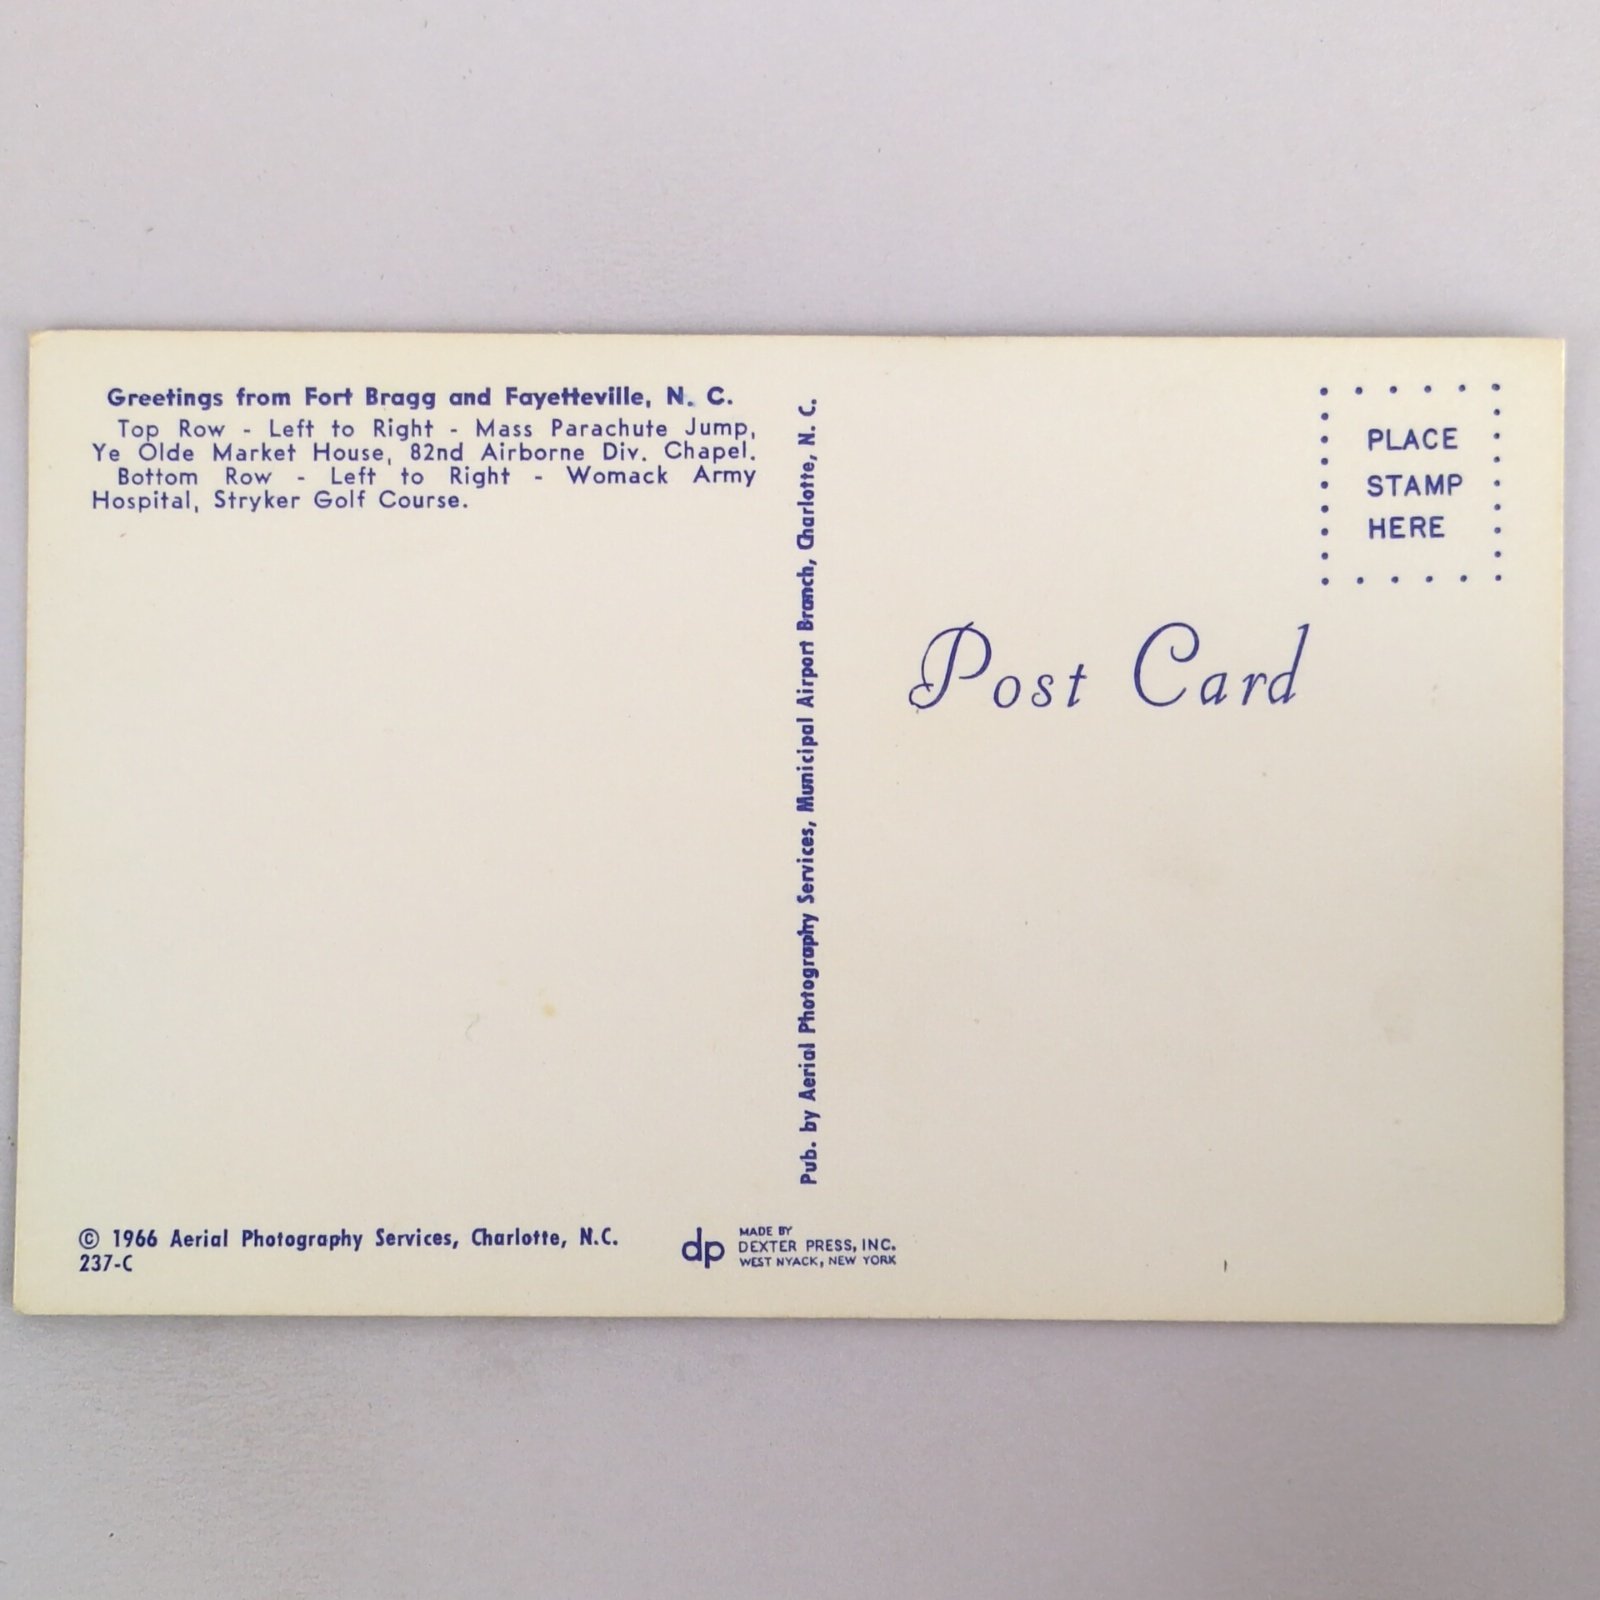 Greetings from Fort Bragg and Fayetteville, N. C.
Top Row - Left to Right - Mass Parachute Jump,
Ye Olde Market House, 82nd Airborne Div. Chapel.
Bottom Row - Left to Right - Womack Army
Hospital, Stryker Golf Course.
Pub. by Aerial Photography Services, Municipal Airport Branch, Charlotte, N. C.
PLACE
STAMP
HERE
Post Card
© 1966 Aerial Photography Services, Charlotte, N.C.
237-C
dp
MADE BY
DEXTER PRESS, INC.
WEST NYACK, NEW YORK